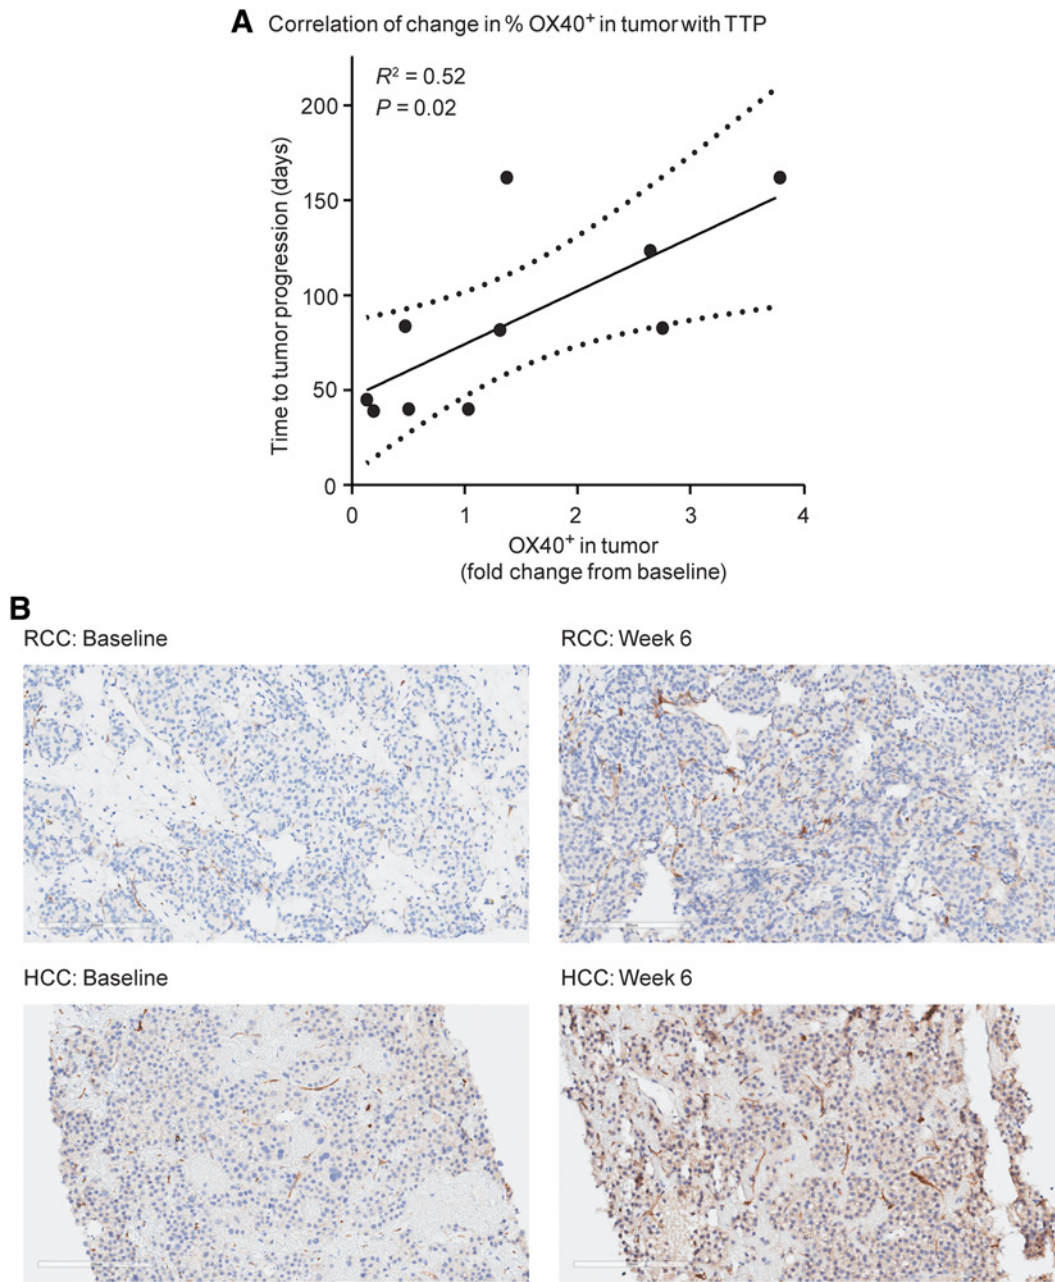 A Correlation of change in % OX40⁺ in tumor with TTP
R² = 0.52
P = 0.02
Time to tumor progression (days)
200
150
100
50
0
0 1 2 3 4
OX40⁺ in tumor
(fold change from baseline)
B
RCC: Baseline
RCC: Week 6
HCC: Baseline
HCC: Week 6